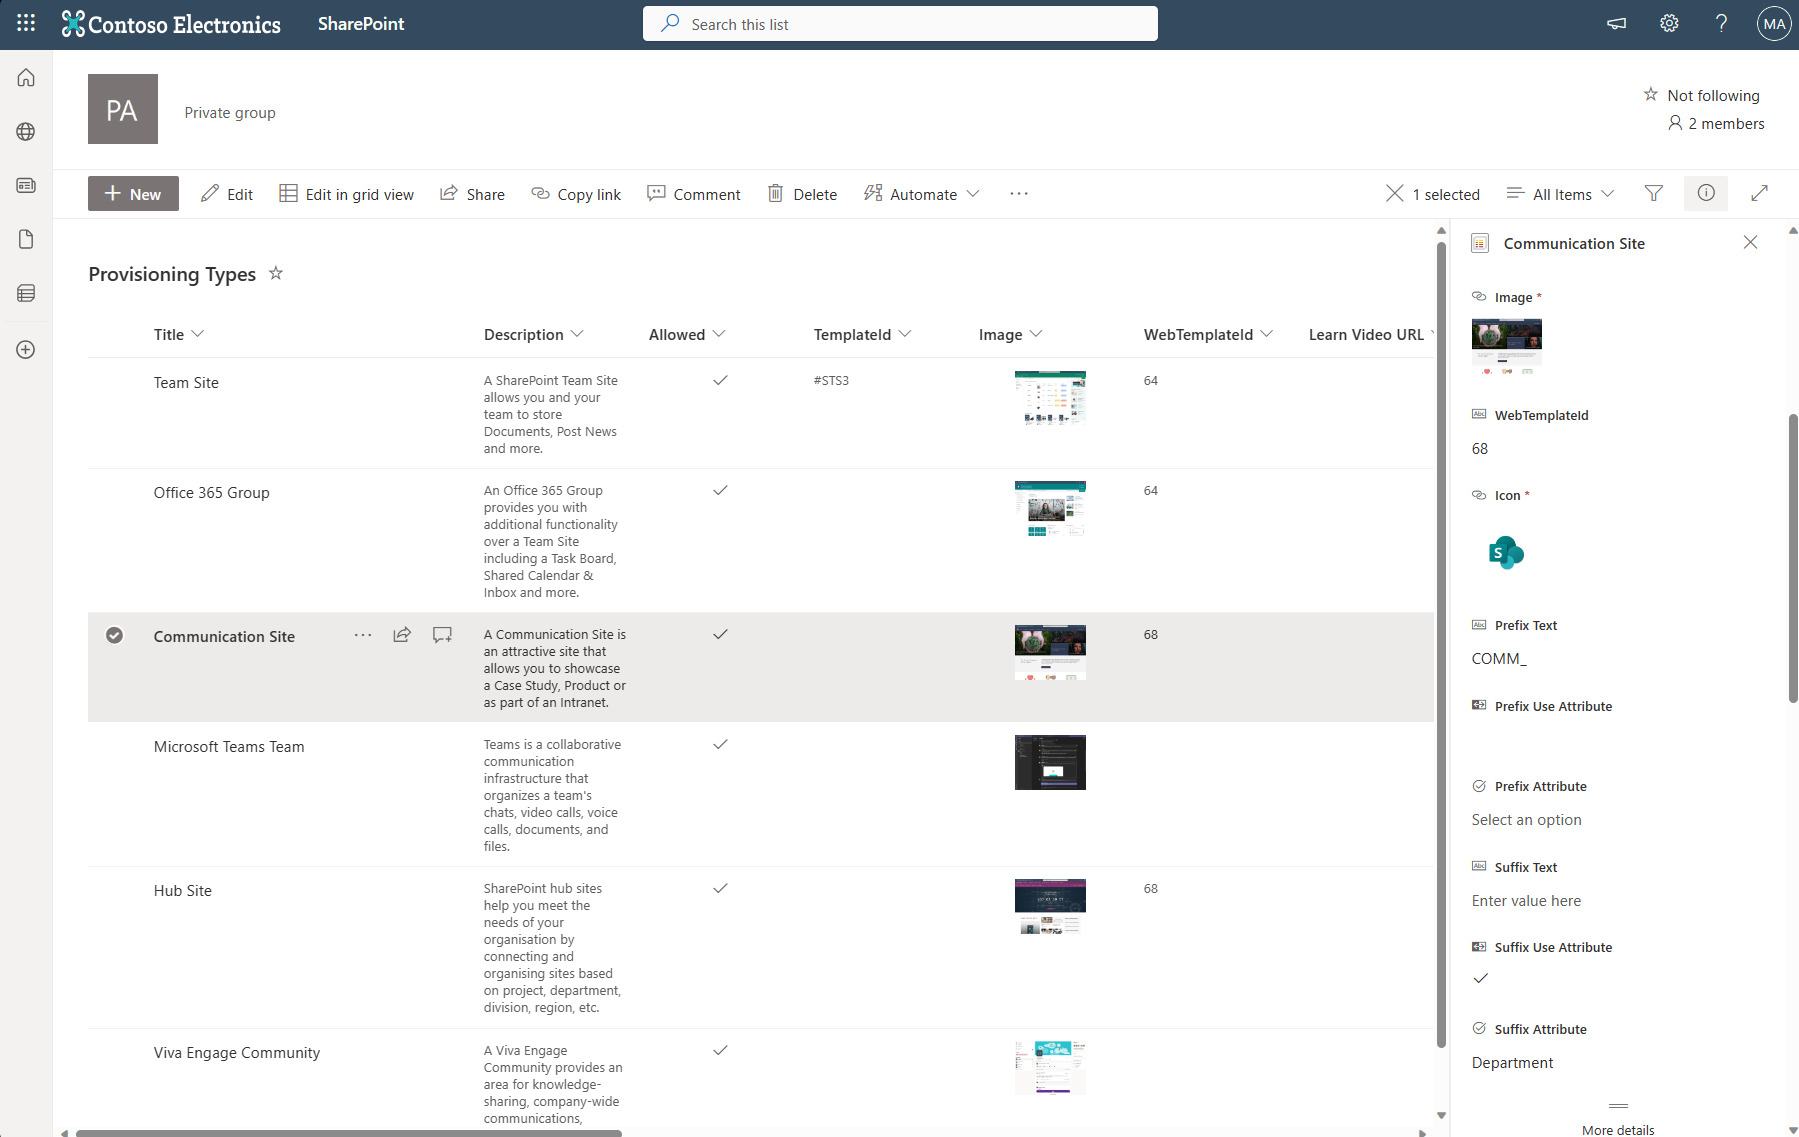 Contoso Electronics
SharePoint
Search this list
MA
PA
Private group
Not following
2 members
New
Edit
Edit in grid view
Share
Copy link
Comment
Delete
Automate
1 selected
All Items
Provisioning Types
Title
Description
Allowed
TemplateId
Image
WebTemplateId
Learn Video URL
Team Site
A SharePoint Team Site
allows you and your
team to store
Documents, Post News
and more.
#STS3
64
Office 365 Group
An Office 365 Group
provides you with
additional functionality
over a Team Site
including a Task Board,
Shared Calendar &
Inbox and more.
64
Communication Site
A Communication Site is
an attractive site that
allows you to showcase
a Case Study, Product or
as part of an Intranet.
68
Microsoft Teams Team
Teams is a collaborative
communication
infrastructure that
organizes a team's
chats, video calls, voice
calls, documents, and
files.
Hub Site
SharePoint hub sites
help you meet the
needs of your
organisation by
connecting and
organising sites based
on project, department,
division, region, etc.
68
Viva Engage Community
A Viva Engage
Community provides an
area for knowledge-
sharing, company-wide
communications,
Communication Site
Image *
Abc WebTemplateId
68
Icon *
S
Abc Prefix Text
COMM_
Prefix Use Attribute
Prefix Attribute
Select an option
Abc Suffix Text
Enter value here
Suffix Use Attribute
Suffix Attribute
Department
More details